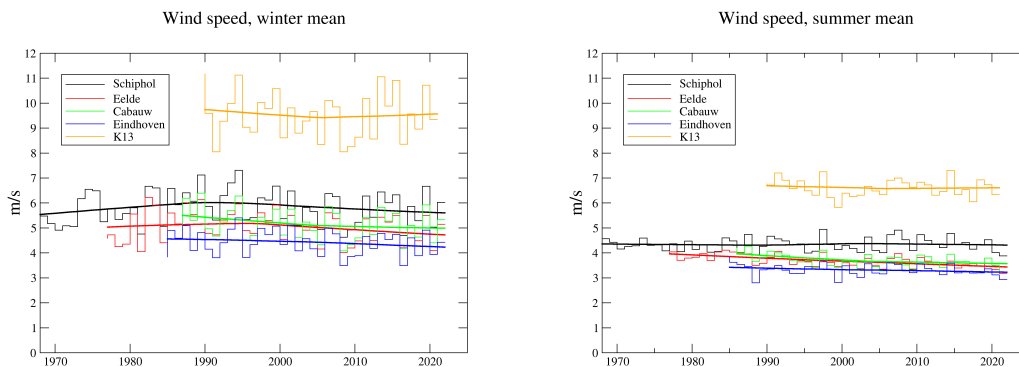 Wind speed, winter mean
12
11
10
9
8
7
6
5
4
3
2
1
0
m/s
Schiphol
Eelde
Cabauw
Eindhoven
K13
1970 1980 1990 2000 2010 2020
Wind speed, summer mean
12
11
10
9
8
7
6
5
4
3
2
1
0
m/s
Schiphol
Eelde
Cabauw
Eindhoven
K13
1970 1980 1990 2000 2010 2020